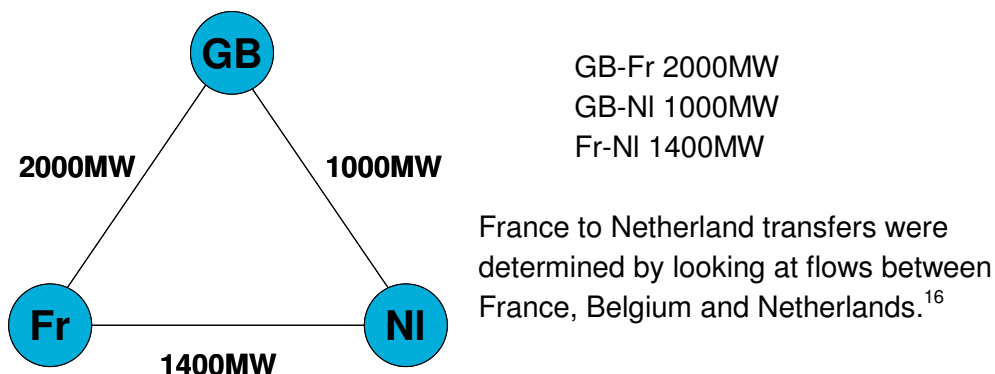 GB
2000MW
1000MW
Fr
Nl
1400MW
GB-Fr 2000MW
GB-Nl 1000MW
Fr-Nl 1400MW
France to Netherland transfers were
determined by looking at flows between
France, Belgium and Netherlands.16